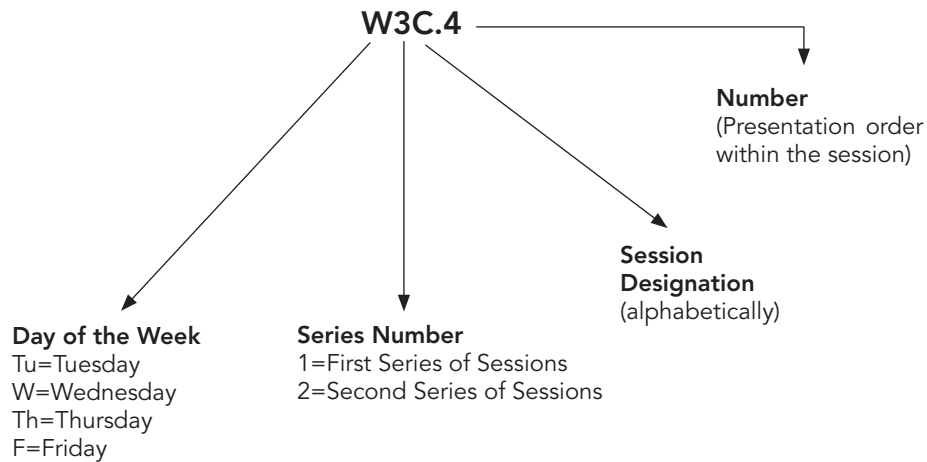 W3C.4
Number
(Presentation order
within the session)
Session
Designation
(alphabetically)
Day of the Week
Tu=Tuesday
W=Wednesday
Th=Thursday
F=Friday
Series Number
1=First Series of Sessions
2=Second Series of Sessions